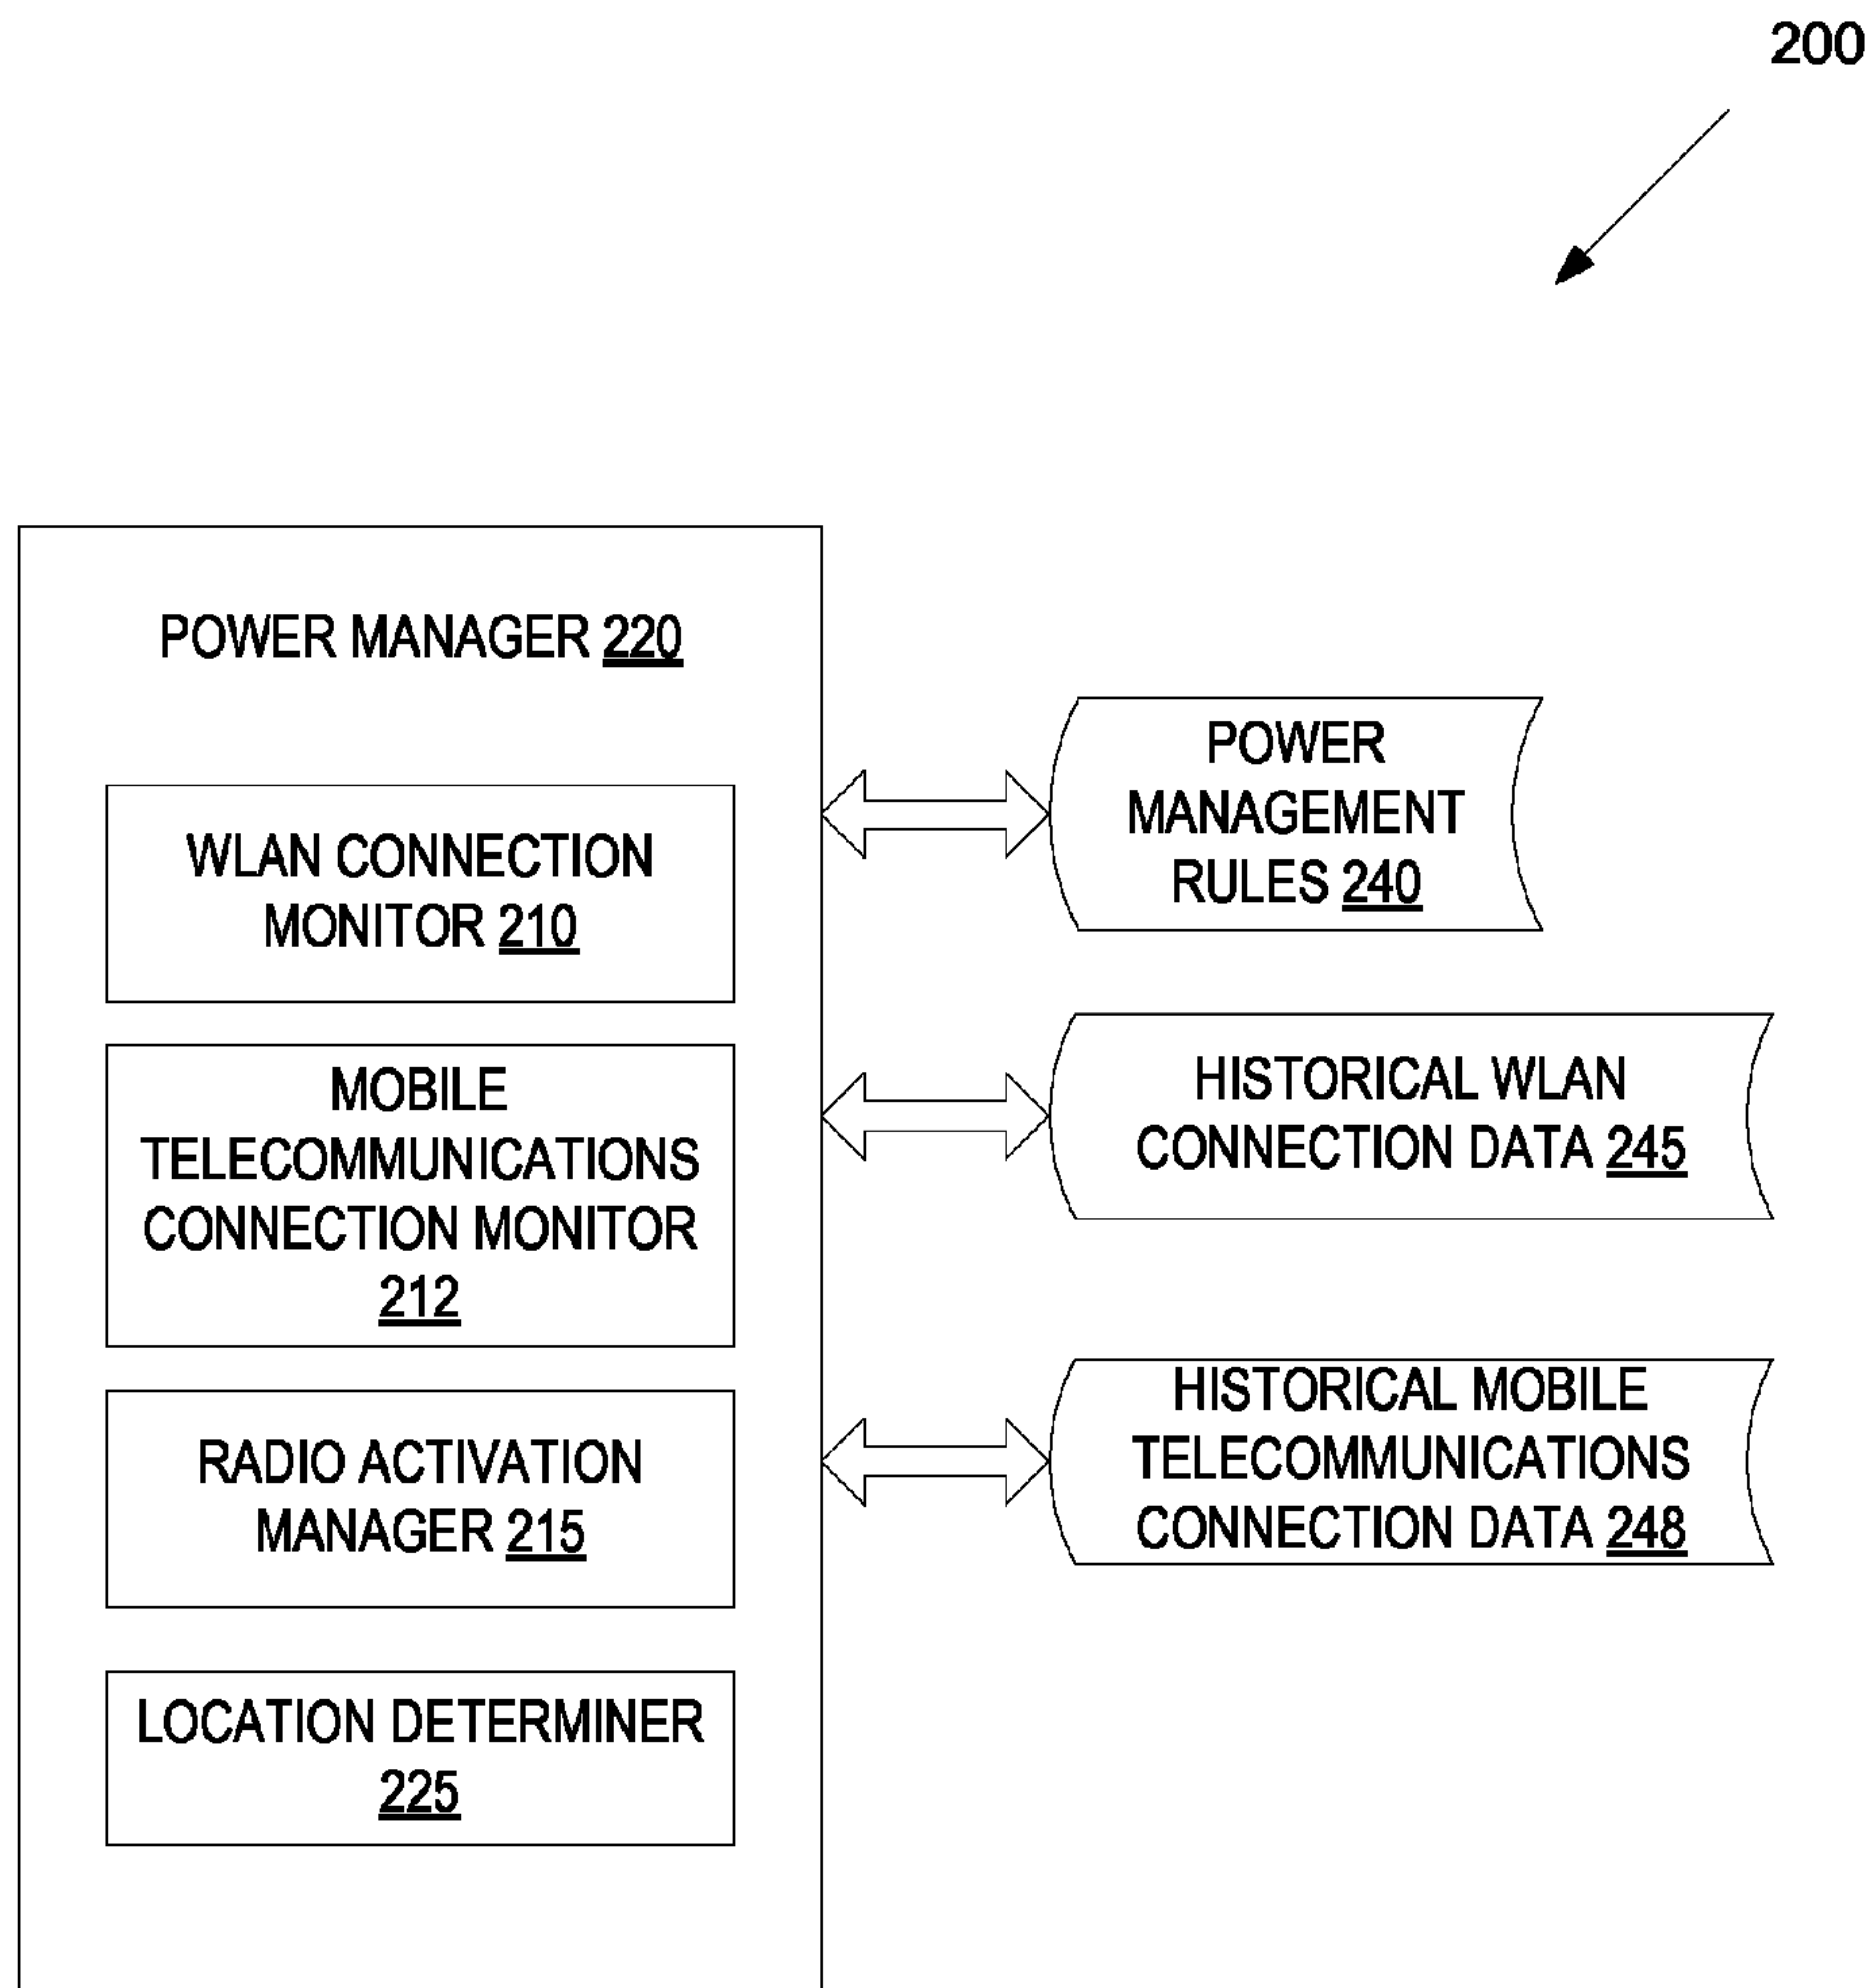 200
POWER MANAGER 220
WLAN CONNECTION
MONITOR 210
MOBILE
TELECOMMUNICATIONS
CONNECTION MONITOR
212
RADIO ACTIVATION
MANAGER 215
LOCATION DETERMINER
225
POWER
MANAGEMENT
RULES 240
HISTORICAL WLAN
CONNECTION DATA 245
HISTORICAL MOBILE
TELECOMMUNICATIONS
CONNECTION DATA 248